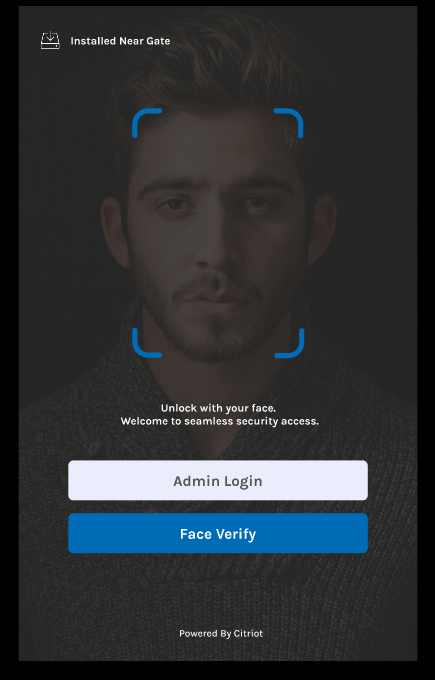 Installed Near Gate
Unlock with your face.
Welcome to seamless security access.
Admin Login
Face Verify
Powered By Citriot